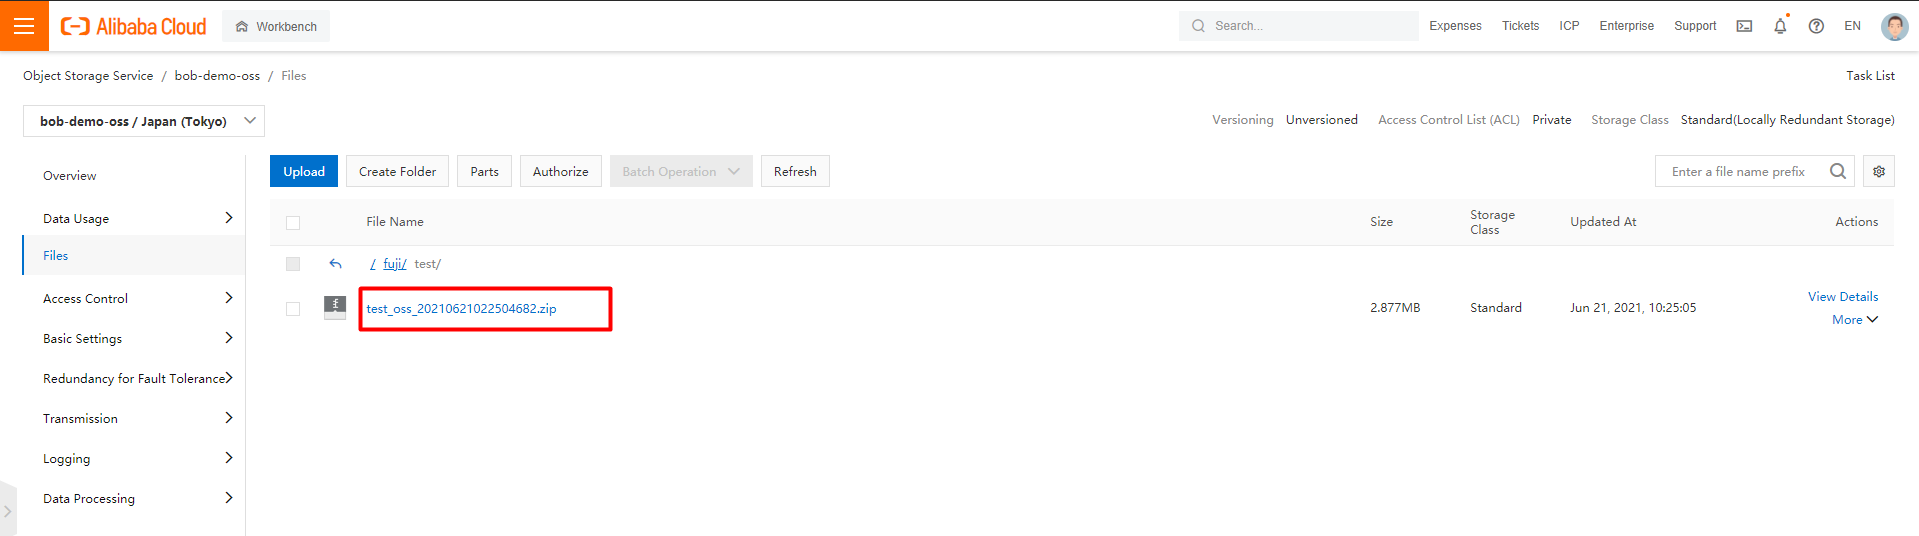 Alibaba Cloud Workbench Search... Expenses Tickets ICP Enterprise Support EN
Object Storage Service / bob-demo-oss / Files Task List
bob-demo-oss / Japan (Tokyo) Versioning Unversioned Access Control List (ACL) Private Storage Class Standard(Locally Redundant Storage)
Overview
Data Usage
Files
Access Control
Basic Settings
Redundancy for Fault Tolerance
Transmission
Logging
Data Processing
Upload Create Folder Parts Authorize Batch Operation Refresh Enter a file name prefix
File Name Size Storage Class Updated At Actions
/ fuji/ test/
test_oss_20210621022504682.zip 2.877MB Standard Jun 21, 2021, 10:25:05 View Details
More